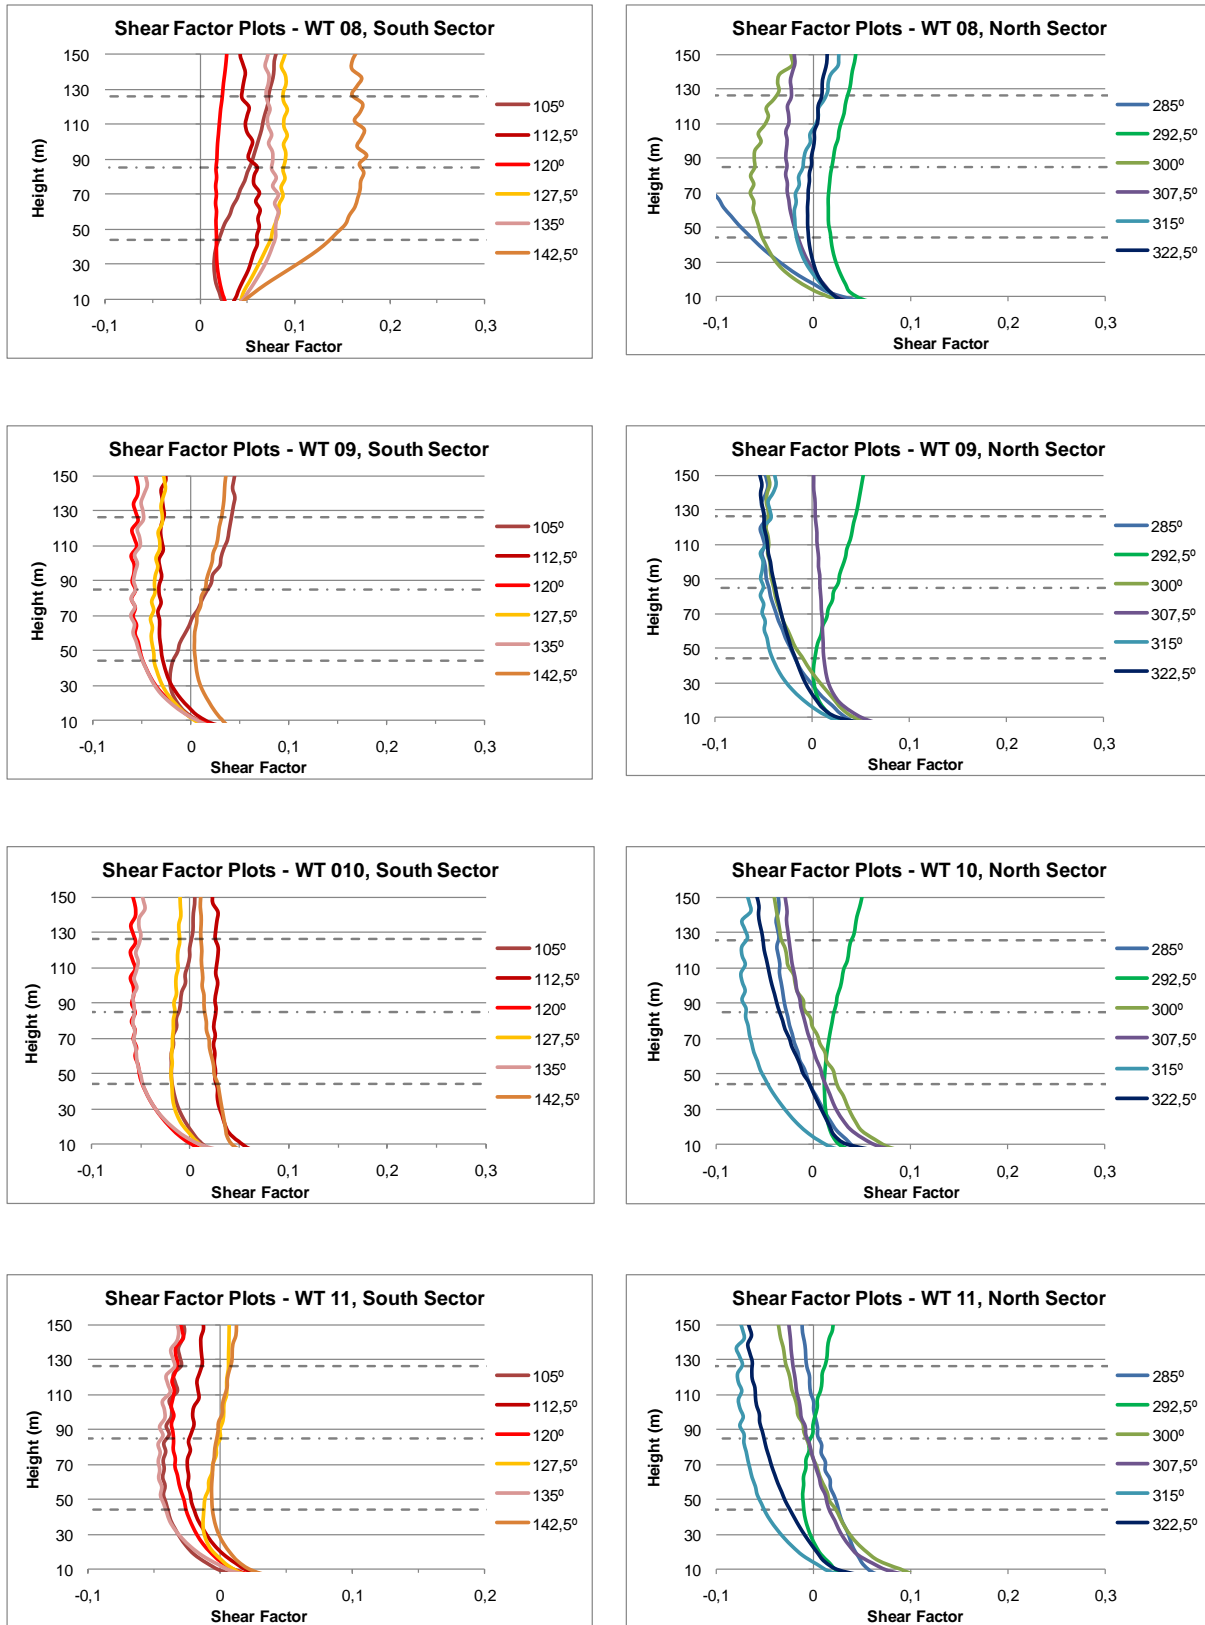 Shear Factor Plots - WT 08, South Sector
150
130
110
90
70
50
30
10
Height (m)
-0,1 0 0,1 0,2 0,3
Shear Factor
105º
112,5º
120º
127,5º
135º
142,5º
Shear Factor Plots - WT 08, North Sector
150
130
110
90
70
50
30
10
Height (m)
-0,1 0 0,1 0,2 0,3
Shear Factor
285º
292,5º
300º
307,5º
315º
322,5º
Shear Factor Plots - WT 09, South Sector
150
130
110
90
70
50
30
10
Height (m)
-0,1 0 0,1 0,2 0,3
Shear Factor
105º
112,5º
120º
127,5º
135º
142,5º
Shear Factor Plots - WT 09, North Sector
150
130
110
90
70
50
30
10
Height (m)
-0,1 0 0,1 0,2 0,3
Shear Factor
285º
292,5º
300º
307,5º
315º
322,5º
Shear Factor Plots - WT 010, South Sector
150
130
110
90
70
50
30
10
Height (m)
-0,1 0 0,1 0,2 0,3
Shear Factor
105º
112,5º
120º
127,5º
135º
142,5º
Shear Factor Plots - WT 10, North Sector
150
130
110
90
70
50
30
10
Height (m)
-0,1 0 0,1 0,2 0,3
Shear Factor
285º
292,5º
300º
307,5º
315º
322,5º
Shear Factor Plots - WT 11, South Sector
150
130
110
90
70
50
30
10
Height (m)
-0,1 0 0,1 0,2
Shear Factor
105º
112,5º
120º
127,5º
135º
142,5º
Shear Factor Plots - WT 11, North Sector
150
130
110
90
70
50
30
10
Height (m)
-0,1 0 0,1 0,2 0,3
Shear Factor
285º
292,5º
300º
307,5º
315º
322,5º